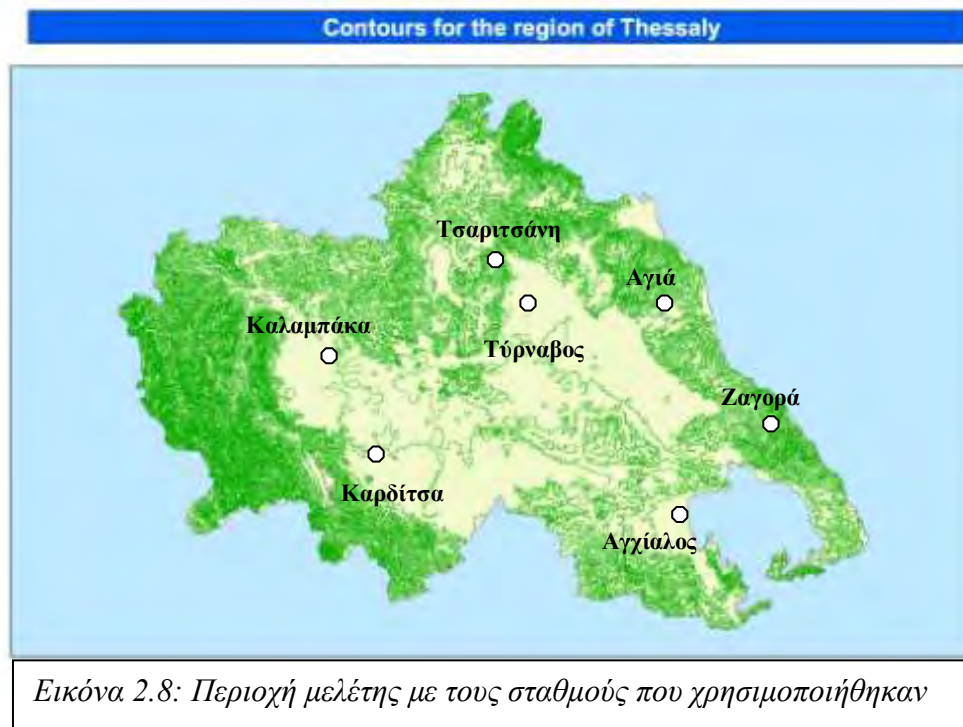 Contours for the region of Thessaly
Τσαριτσάνη
Αγιά
Καλαμπάκα
Τύρναβος
Ζαγορά
Καρδίτσα
Αγχίαλος
Εικόνα 2.8: Περιοχή μελέτης με τους σταθμούς που χρησιμοποιήθηκαν